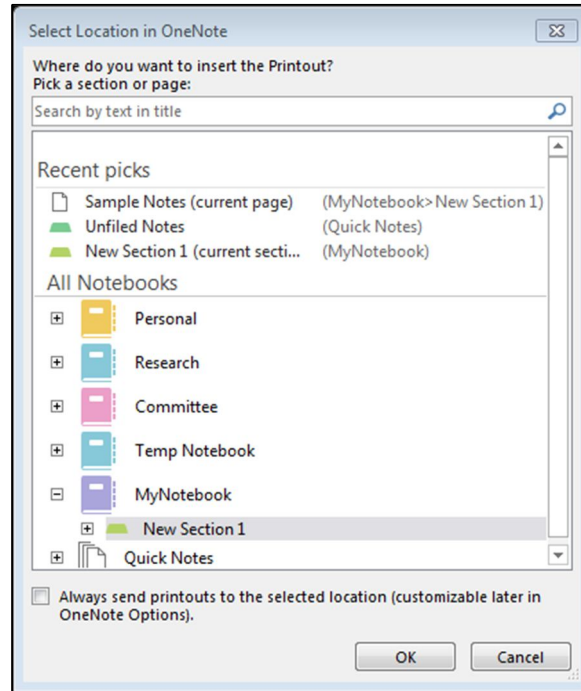 Select Location in OneNote
Where do you want to insert the Printout?
Pick a section or page:
Search by text in title
Recent picks
Sample Notes (current page) (MyNotebook>New Section 1)
Unfiled Notes (Quick Notes)
New Section 1 (current secti... (MyNotebook)
All Notebooks
Personal
Research
Committee
Temp Notebook
MyNotebook
New Section 1
Quick Notes
Always send printouts to the selected location (customizable later in
OneNote Options).
OK Cancel